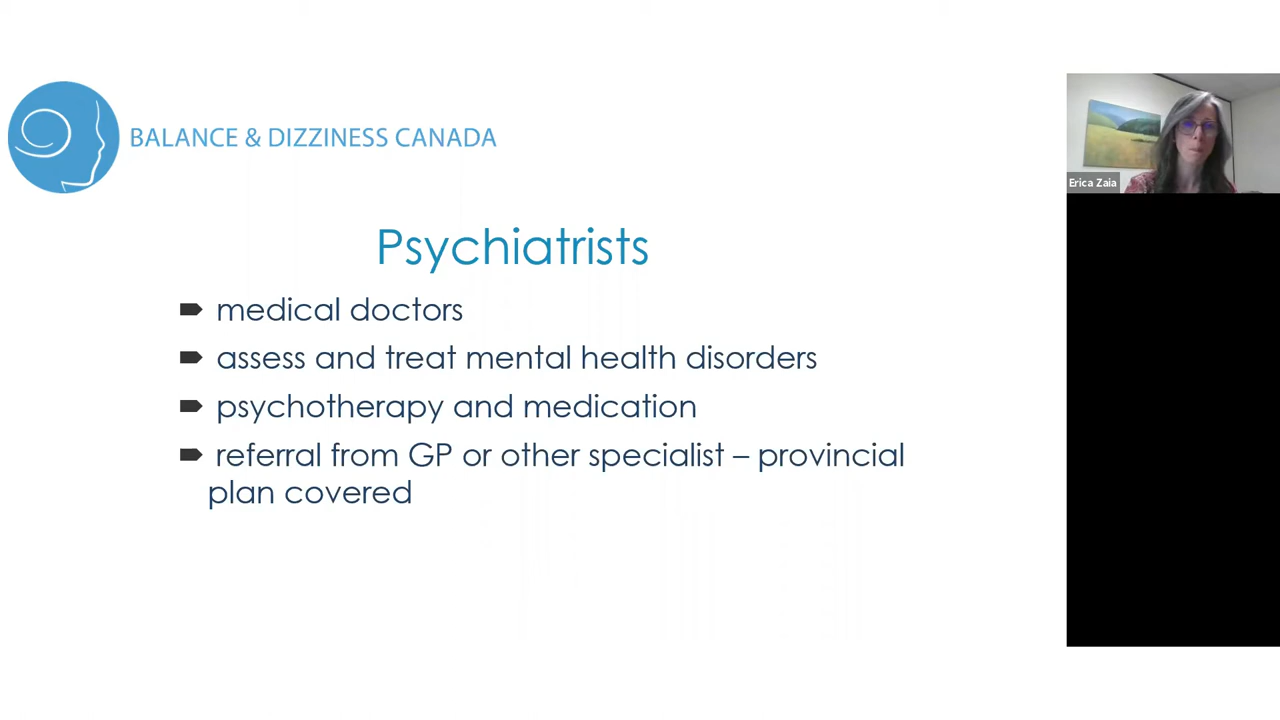 BALANCE & DIZZINESS CANADA
Erica Zaia
Psychiatrists
medical doctors
assess and treat mental health disorders
psychotherapy and medication
referral from GP or other specialist – provincial
plan covered